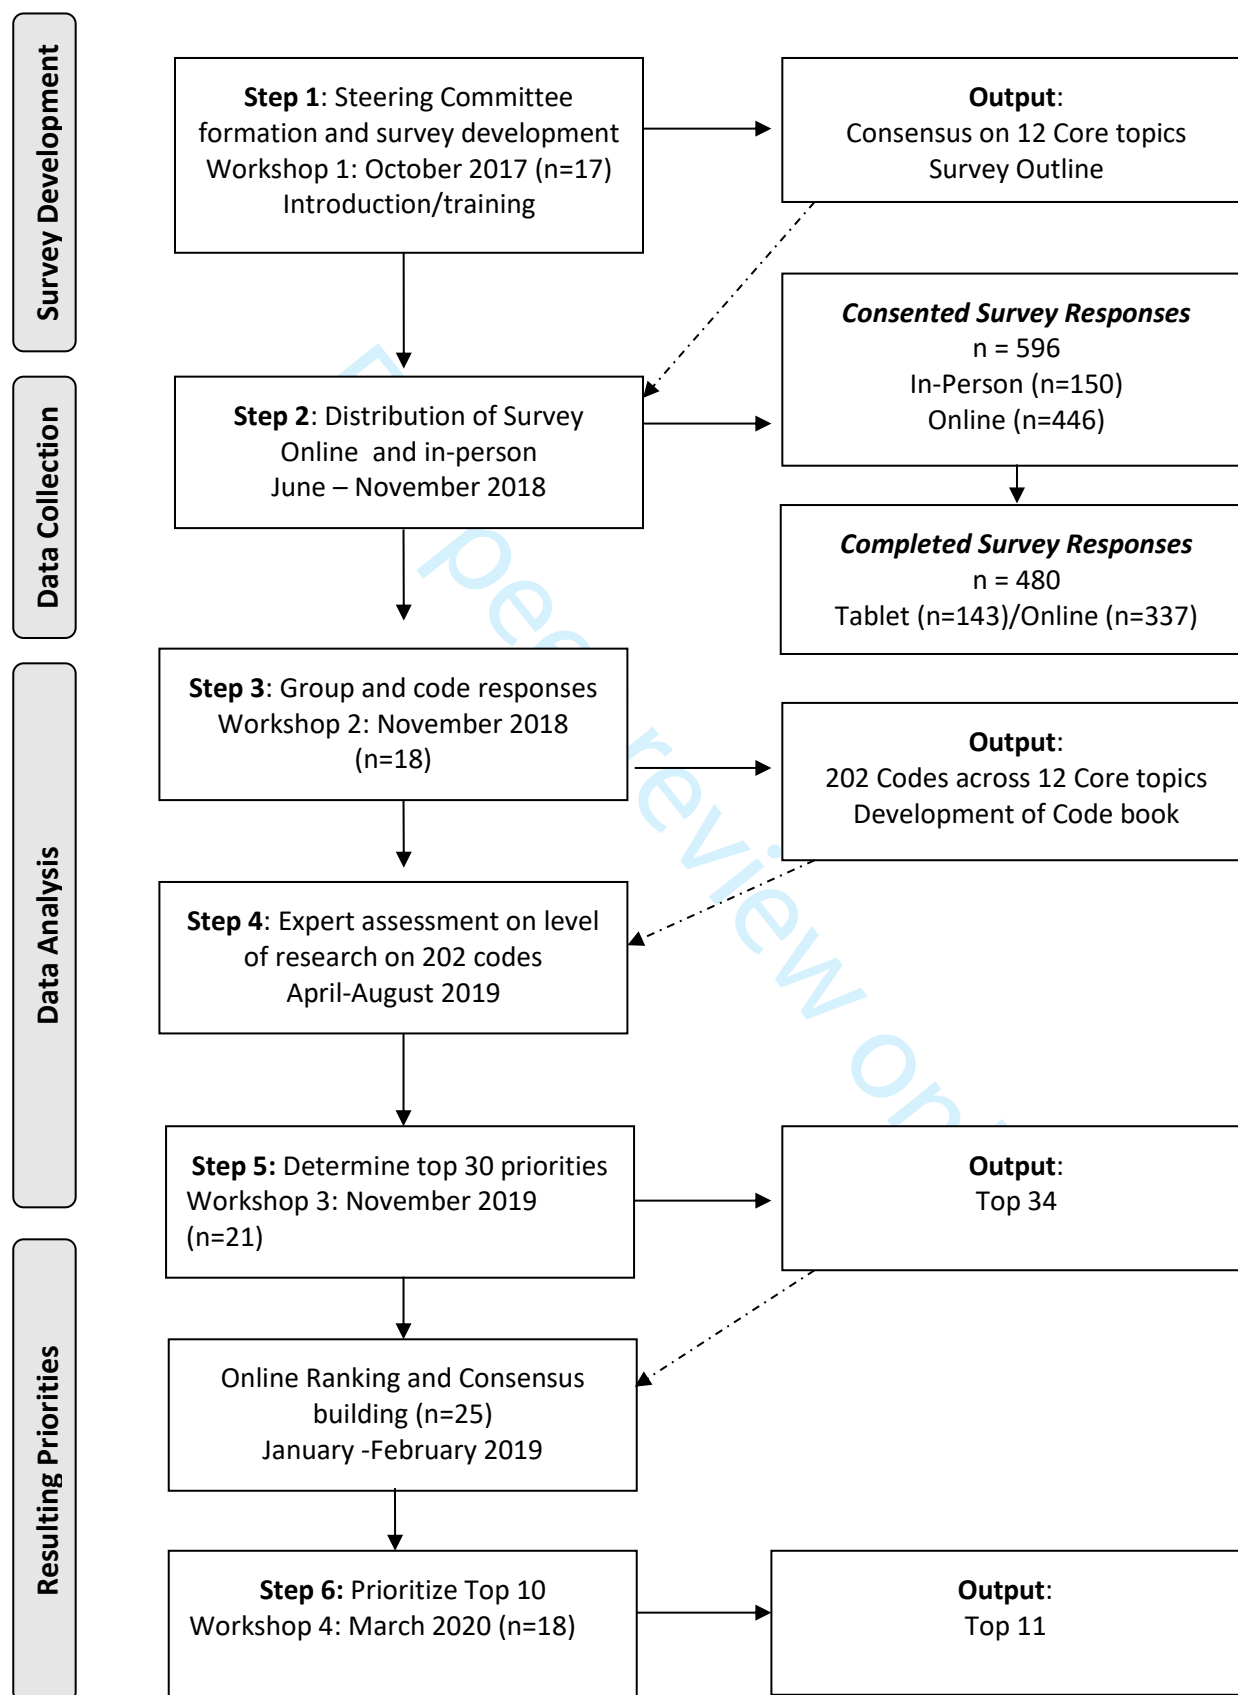 Survey Development
Step 1: Steering Committee
formation and survey development
Workshop 1: October 2017 (n=17)
Introduction/training
Output:
Consensus on 12 Core topics
Survey Outline
Data Collection
Step 2: Distribution of Survey
Online and in-person
June – November 2018
Consented Survey Responses
n = 596
In-Person (n=150)
Online (n=446)
Completed Survey Responses
n = 480
Tablet (n=143)/Online (n=337)
Data Analysis
Step 3: Group and code responses
Workshop 2: November 2018
(n=18)
Output:
202 Codes across 12 Core topics
Development of Code book
Step 4: Expert assessment on level
of research on 202 codes
April-August 2019
Step 5: Determine top 30 priorities
Workshop 3: November 2019
(n=21)
Output:
Top 34
Resulting Priorities
Online Ranking and Consensus
building (n=25)
January -February 2019
Step 6: Prioritize Top 10
Workshop 4: March 2020 (n=18)
Output:
Top 11
peer review